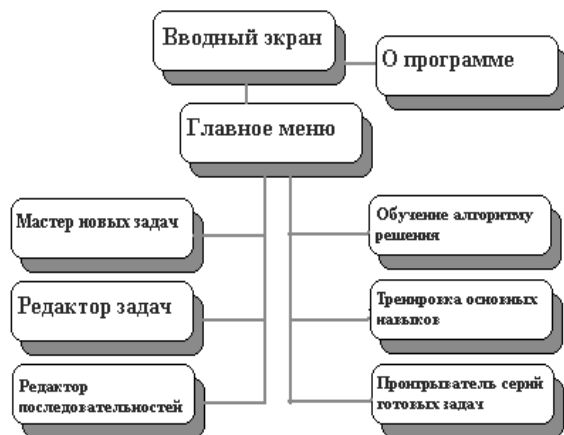 Вводный экран
О программе
Главное меню
Мастер новых задач
Обучение алгоритму
решения
Редактор задач
Тренировка основных
навыков
Редактор
последовательностей
Проигрыватель серий
готовых задач